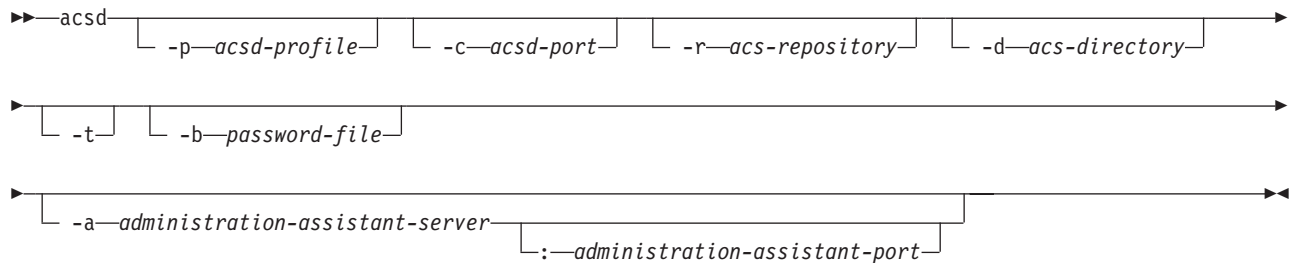 acsd -p acsd-profile -c acsd-port -r acs-repository -d acs-directory
-t -b password-file
-a administration-assistant-server : administration-assistant-port